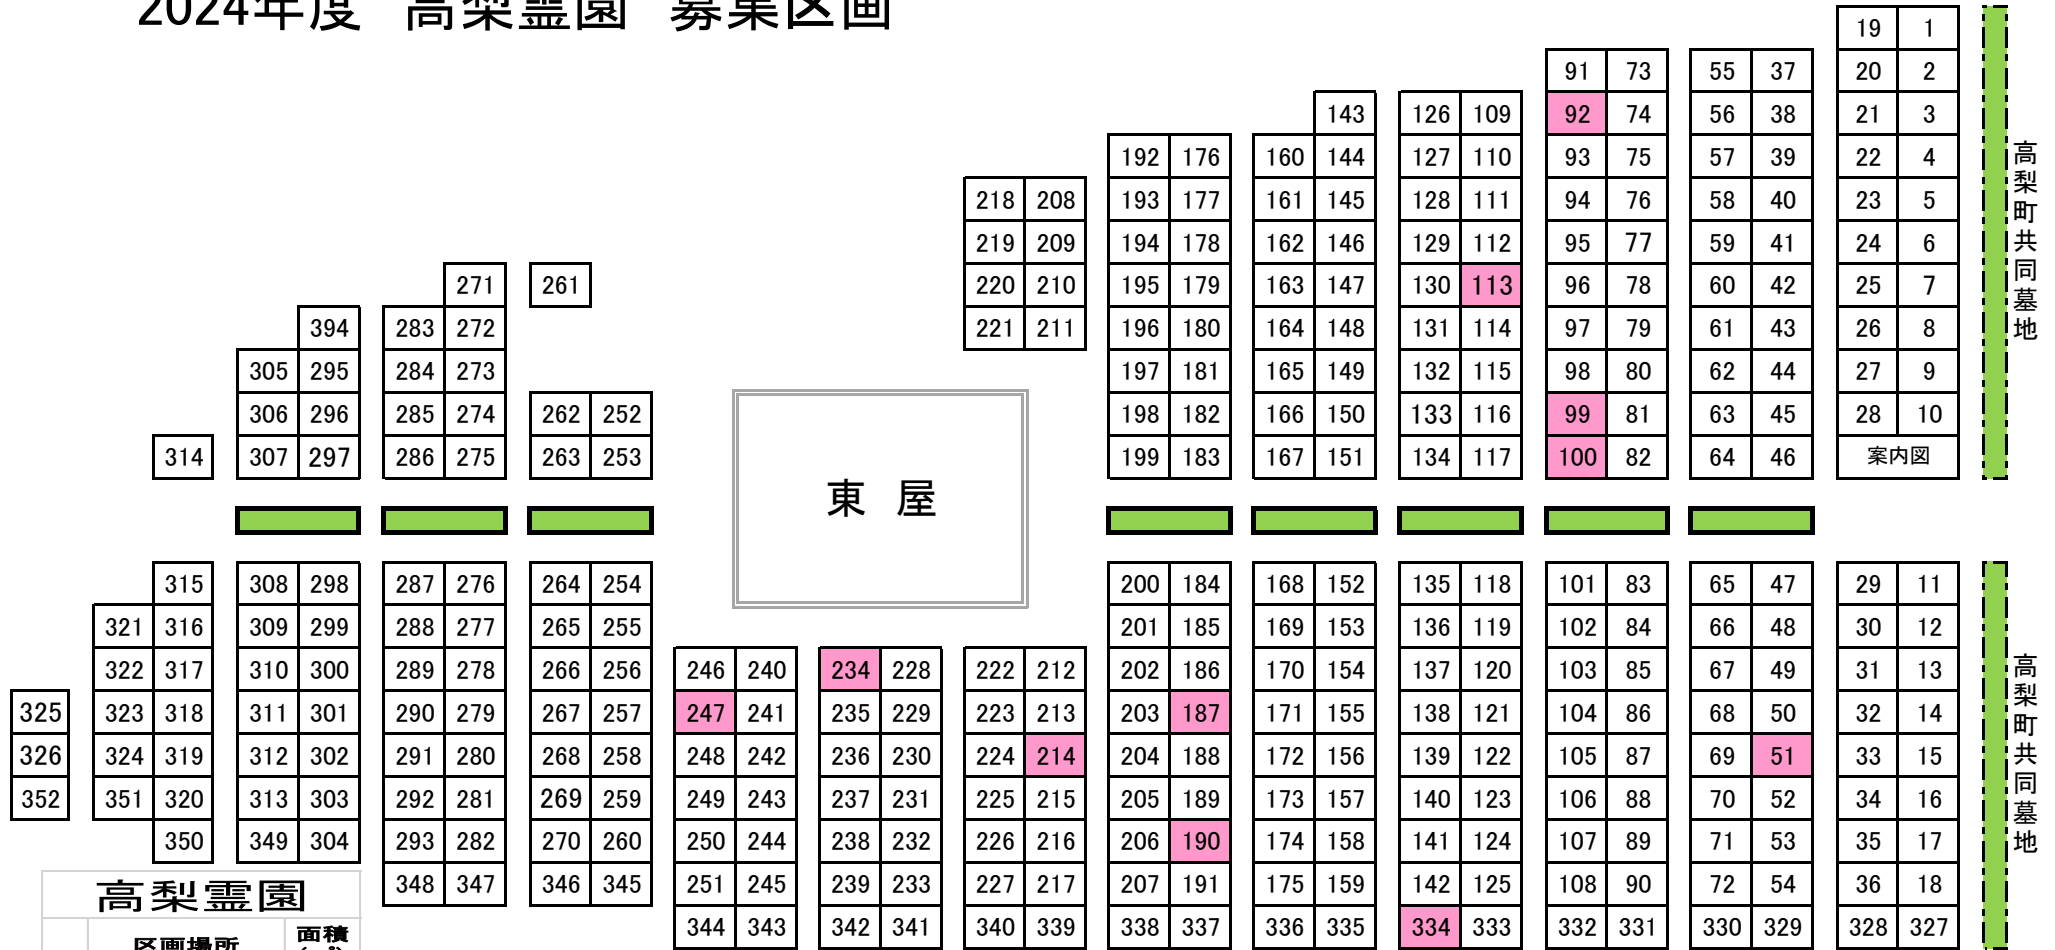 2024年度 高梨霊園 募集区画
19 1
91 73 55 37 20 2
143 126 109 92 74 56 38 21 3
192 176 160 144 127 110 93 75 57 39 22 4
218 208 193 177 161 145 128 111 94 76 58 40 23 5
219 209 194 178 162 146 129 112 95 77 59 41 24 6
271 261 220 210 195 179 163 147 130 113 96 78 60 42 25 7
394 283 272 221 211 196 180 164 148 131 114 97 79 61 43 26 8
305 295 284 273 197 181 165 149 132 115 98 80 62 44 27 9
306 296 285 274 262 252 198 182 166 150 133 116 99 81 63 45 28 10
314 307 297 286 275 263 253 199 183 167 151 134 117 100 82 64 46 案内図
高梨町共同墓地
東 屋
315 308 298 287 276 264 254 200 184 168 152 135 118 101 83 65 47 29 11
321 316 309 299 288 277 265 255 201 185 169 153 136 119 102 84 66 48 30 12
322 317 310 300 289 278 266 256 246 240 234 228 222 212 202 186 170 154 137 120 103 85 67 49 31 13
325 323 318 311 301 290 279 267 257 247 241 235 229 223 213 203 187 171 155 138 121 104 86 68 50 32 14
326 324 319 312 302 291 280 268 258 248 242 236 230 224 214 204 188 172 156 139 122 105 87 69 51 33 15
352 351 320 313 303 292 281 269 259 249 243 237 231 225 215 205 189 173 157 140 123 106 88 70 52 34 16
350 349 304 293 282 270 260 250 244 238 232 226 216 206 190 174 158 141 124 107 89 71 53 35 17
348 347 346 345 251 245 239 233 227 217 207 191 175 159 142 125 108 90 72 54 36 18
344 343 342 341 340 339 338 337 336 335 334 333 332 331 330 329 328 327
高梨町共同墓地
高梨霊園
区画場所 面積